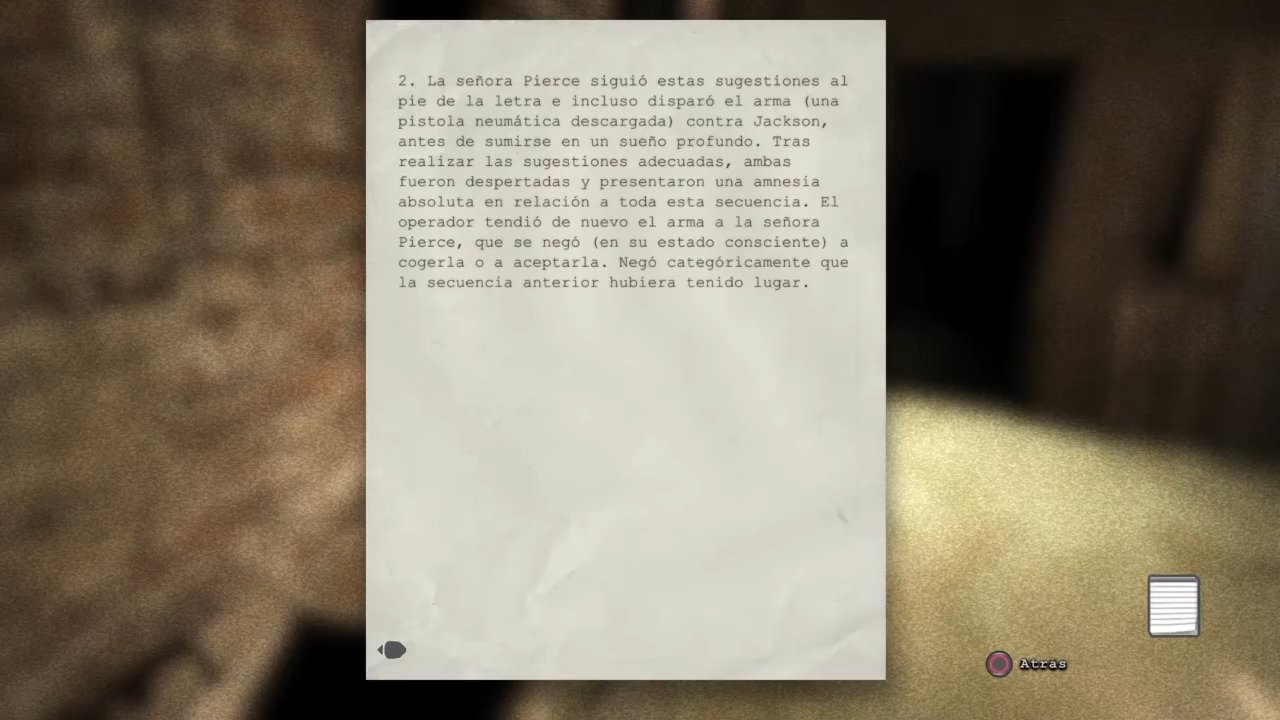 2. La señora Pierce siguió estas sugestiones al
pie de la letra e incluso disparó el arma (una
pistola neumática descargada) contra Jackson,
antes de sumirse en un sueño profundo. Tras
realizar las sugestiones adecuadas, ambas
fueron despertadas y presentaron una amnesia
absoluta en relación a toda esta secuencia. El
operador tendió de nuevo el arma a la señora
Pierce, que se negó (en su estado consciente) a
cogerla o a aceptarla. Negó categóricamente que
la secuencia anterior hubiera tenido lugar.
Atrás